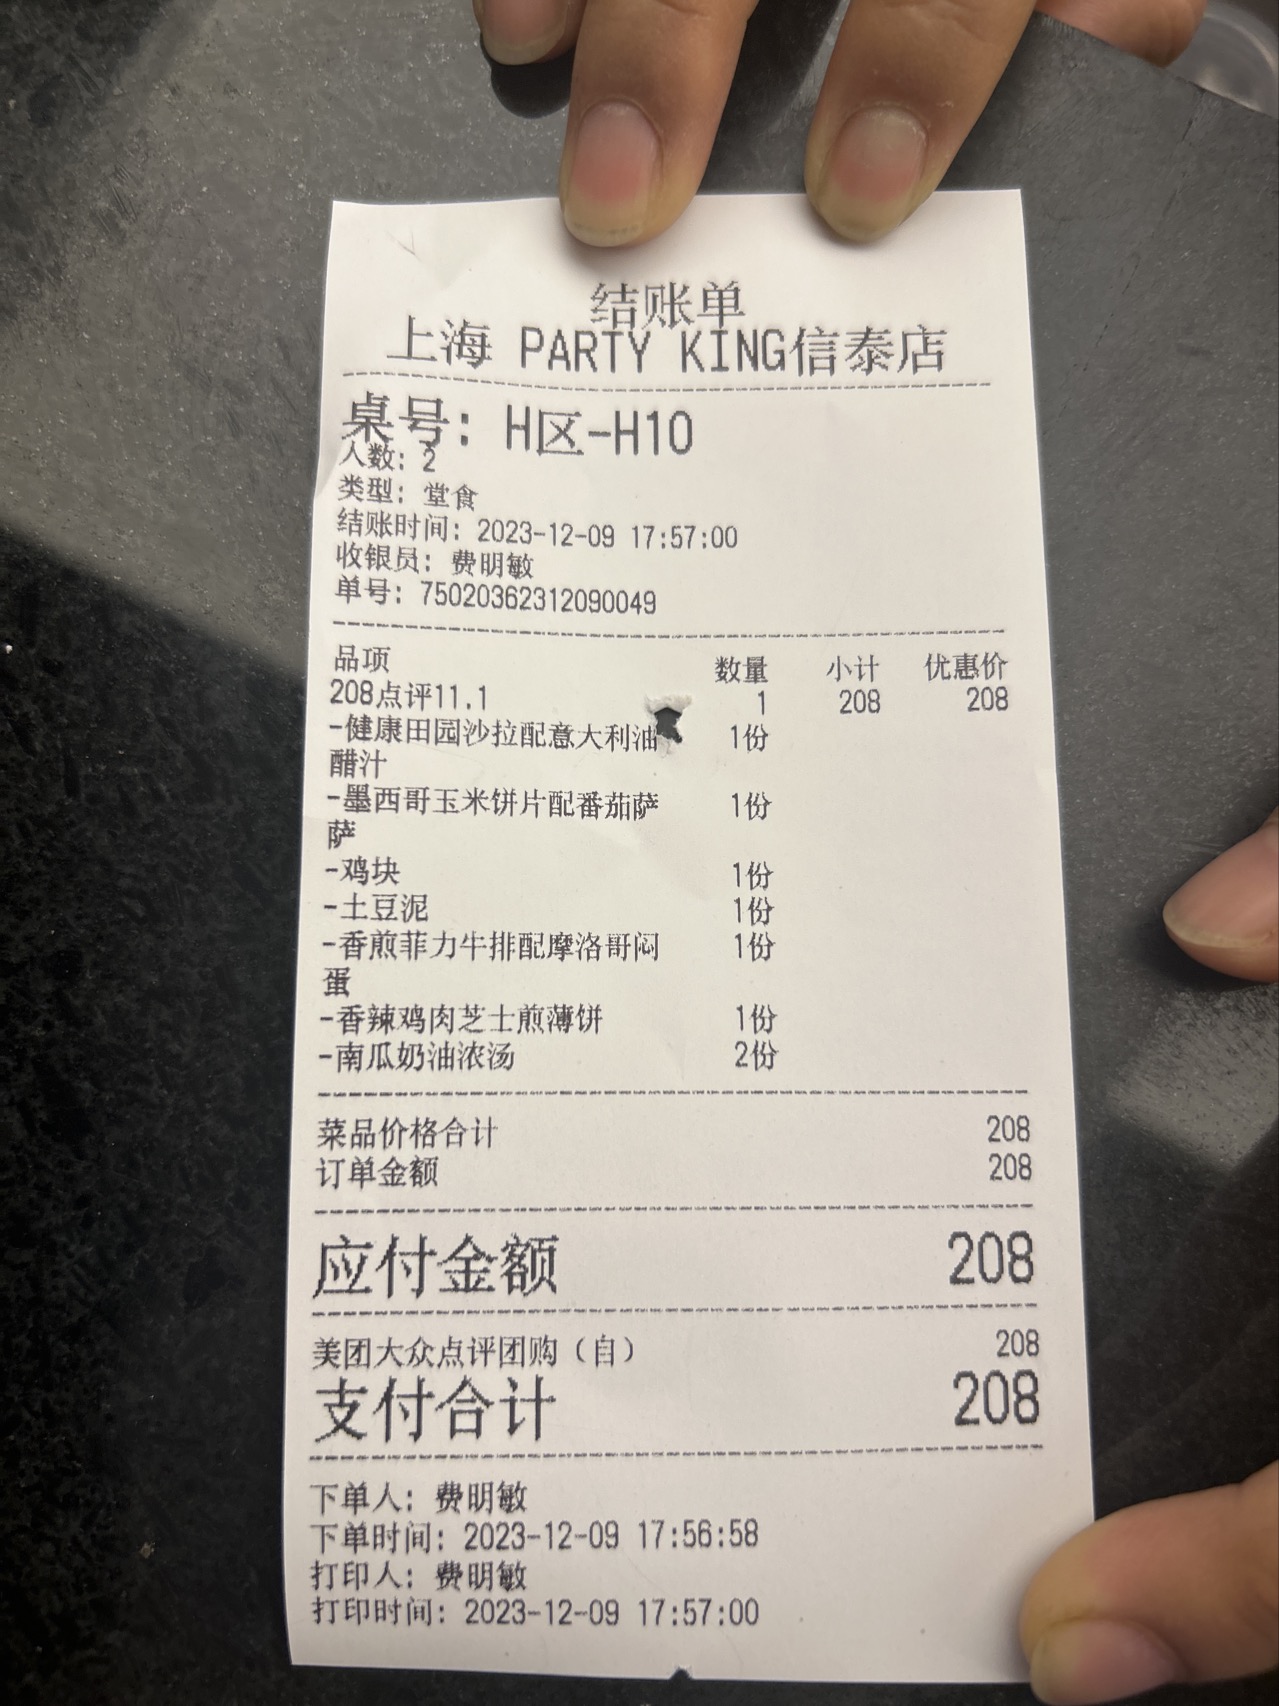 结账单
上海 PARTY KING信泰店
桌号: H区-H10
人数: 2
类型: 堂食
结账时间: 2023-12-09 17:57:00
收银员: 费明敏
单号: 75020362312090049
品项 数量 小计 优惠价
208点评11.1 1 208 208
-健康田园沙拉配意大利油 1份
醋汁
-墨西哥玉米饼片配番茄萨 1份
萨
-鸡块 1份
-土豆泥 1份
-香煎菲力牛排配摩洛哥闷 1份
蛋
-香辣鸡肉芝士煎薄饼 1份
-南瓜奶油浓汤 2份
菜品价格合计 208
订单金额 208
应付金额 208
美团大众点评团购（自） 208
支付合计 208
下单人: 费明敏
下单时间: 2023-12-09 17:56:58
打印人: 费明敏
打印时间: 2023-12-09 17:57:00